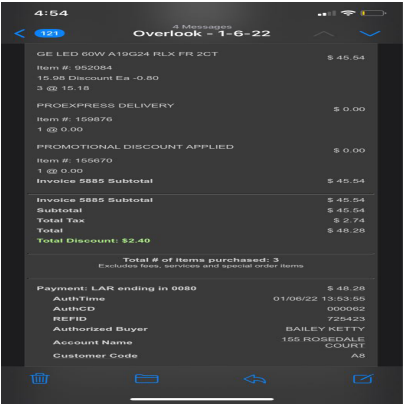 4:54
4 Messages
121
Overlook - 1-6-22
GE LED 60W A19G24 RLX FR 2CT
$ 45.54
Item #: 952084
15.98 Discount Ea -0.80
3 @ 15.18
PROEXPRESS DELIVERY
$ 0.00
Item #: 159876
1 @ 0.00
PROMOTIONAL DISCOUNT APPLIED
$ 0.00
Item #: 155670
1 @ 0.00
Invoice 5885 Subtotal $ 45.54
Invoice 5885 Subtotal $ 45.54
Subtotal $ 45.54
Total Tax $ 2.74
Total $ 48.28
Total Discount: $2.40
Total # of items purchased: 3
Excludes fees, services and special order items
Payment: LAR ending in 0080 $ 48.28
AuthTime 01/06/22 13:53:55
AuthCD 000062
REFID 725423
Authorized Buyer BAILEY KETTY
Account Name 155 ROSEDALE COURT
Customer Code A8